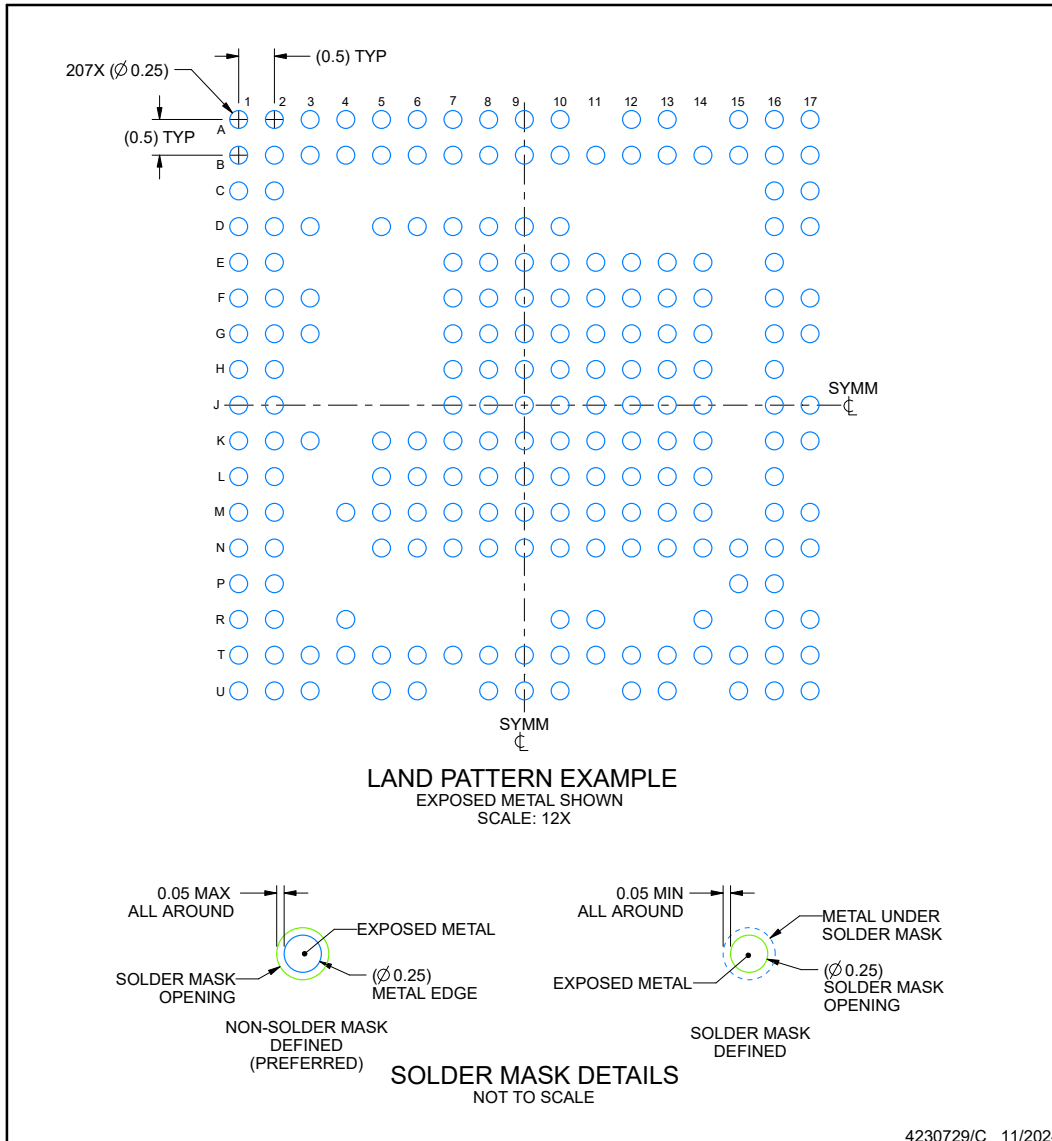 (0.5) TYP
207X (Ø 0.25)
1 2 3 4 5 6 7 8 9 10 11 12 13 14 15 16 17
A
(0.5) TYP
B
C
D
E
F
G
H
SYMM
J
K
L
M
N
P
R
T
U
SYMM
LAND PATTERN EXAMPLE
EXPOSED METAL SHOWN
SCALE: 12X
0.05 MAX
ALL AROUND
EXPOSED METAL
SOLDER MASK
OPENING
(Ø 0.25)
METAL EDGE
NON-SOLDER MASK
DEFINED
(PREFERRED)
0.05 MIN
ALL AROUND
METAL UNDER
SOLDER MASK
EXPOSED METAL
(Ø 0.25)
SOLDER MASK
OPENING
SOLDER MASK
DEFINED
SOLDER MASK DETAILS
NOT TO SCALE
4230729/C